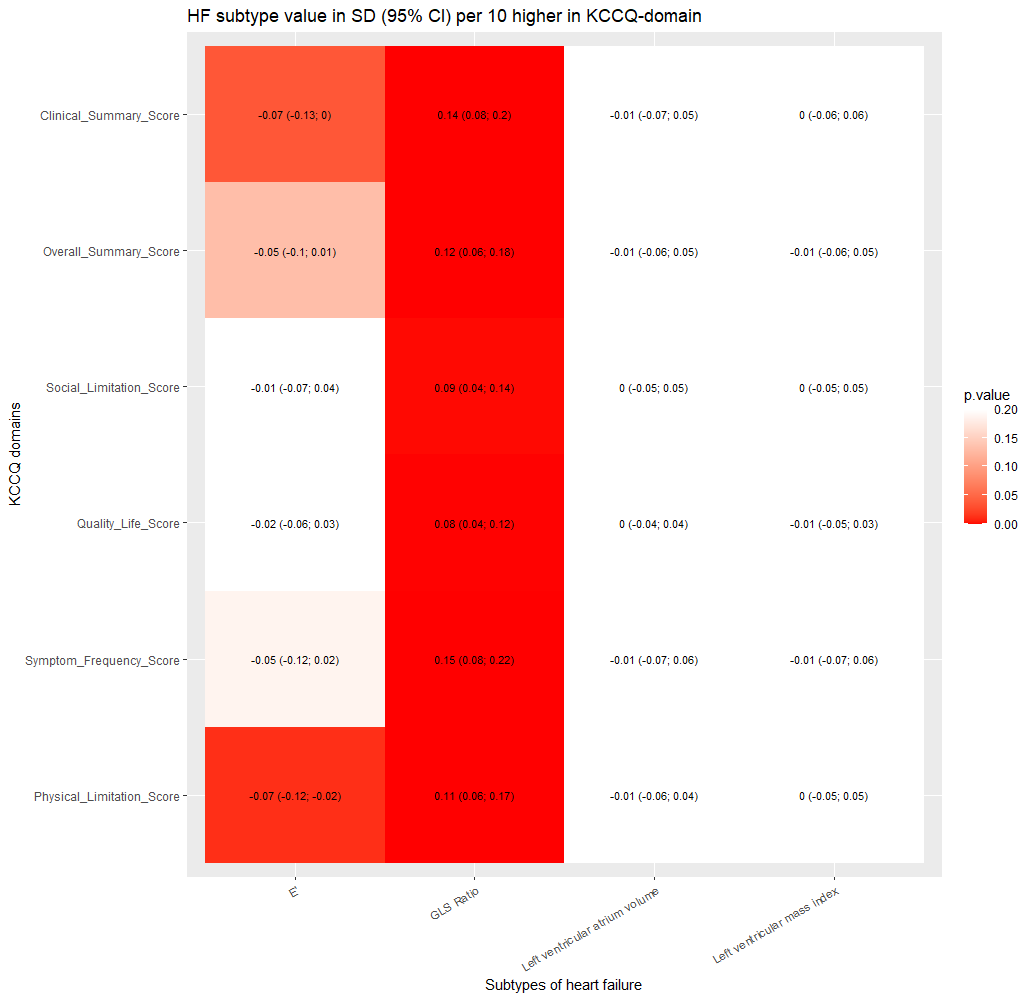 HF subtype value in SD (95% CI) per 10 higher in KCCQ-domain
Clinical_Summary_Score
-0.07 (-0.13; 0)
0.14 (0.08; 0.2)
-0.01 (-0.07; 0.05)
0 (-0.06; 0.06)
Overall_Summary_Score
-0.05 (-0.1; 0.01)
0.12 (0.06; 0.18)
-0.01 (-0.06; 0.05)
-0.01 (-0.06; 0.05)
Social_Limitation_Score
-0.01 (-0.07; 0.04)
0.09 (0.04; 0.14)
0 (-0.05; 0.05)
0 (-0.05; 0.05)
Quality_Life_Score
-0.02 (-0.06; 0.03)
0.08 (0.04; 0.12)
0 (-0.04; 0.04)
-0.01 (-0.05; 0.03)
Symptom_Frequency_Score
-0.05 (-0.12; 0.02)
0.15 (0.08; 0.22)
-0.01 (-0.07; 0.06)
-0.01 (-0.07; 0.06)
Physical_Limitation_Score
-0.07 (-0.12; -0.02)
0.11 (0.06; 0.17)
-0.01 (-0.06; 0.04)
0 (-0.05; 0.05)
KCCQ domains
E'
GLS Ratio
Left ventricular atrium volume
Left ventricular mass index
Subtypes of heart failure
p.value
0.20
0.15
0.10
0.05
0.00